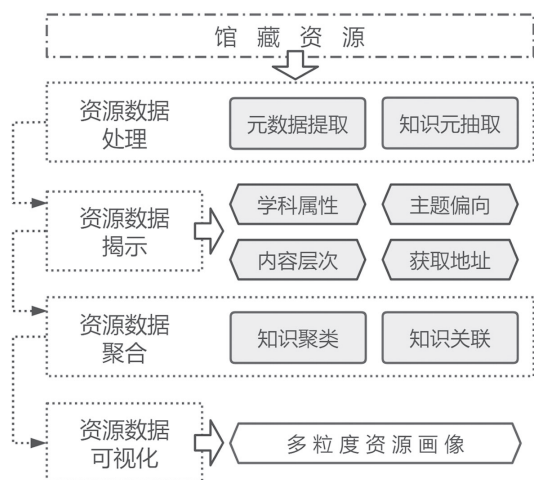 馆藏资源
资源数据
处理
元数据提取
知识元抽取
资源数据
揭示
学科属性
主题偏向
内容层次
获取地址
资源数据
聚合
知识聚类
知识关联
资源数据
可视化
多粒度资源画像